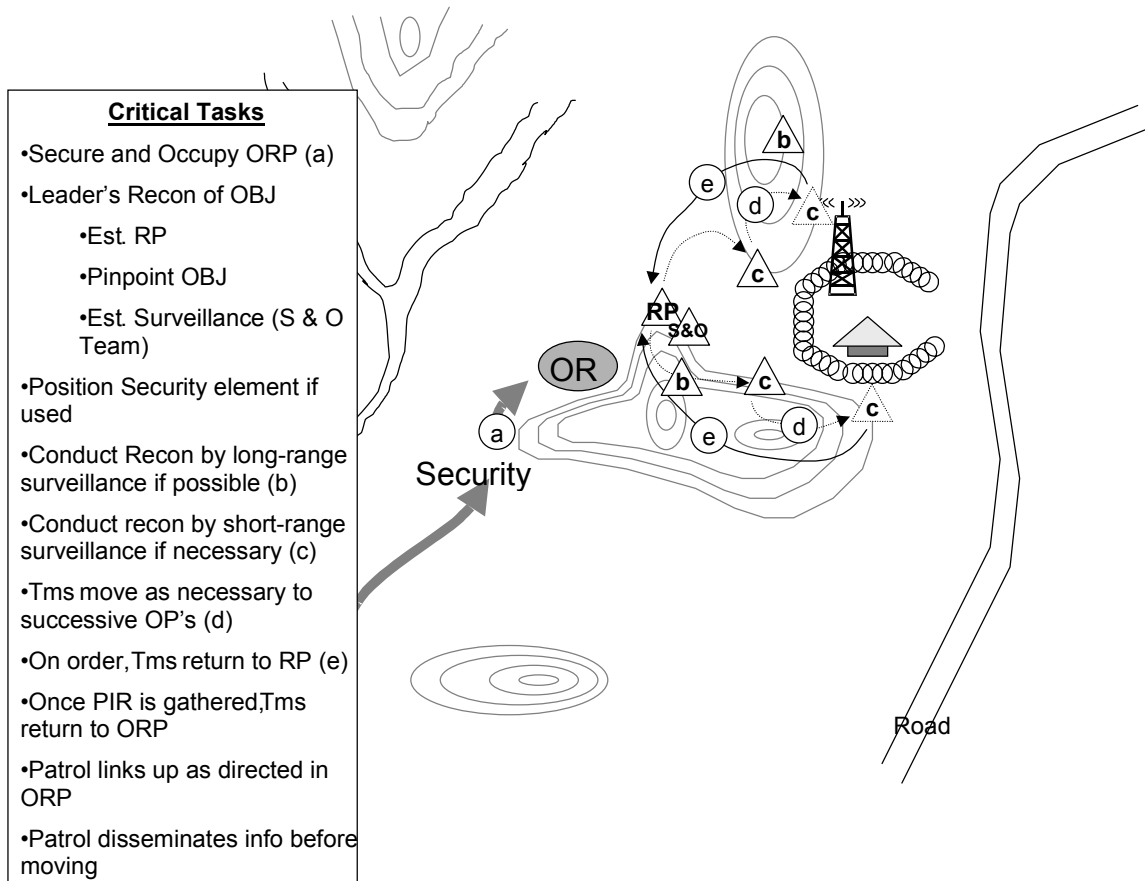 Critical Tasks
•Secure and Occupy ORP (a)
•Leader's Recon of OBJ
•Est. RP
•Pinpoint OBJ
•Est. Surveillance (S & O
Team)
•Position Security element if
used
•Conduct Recon by long-range
surveillance if possible (b)
•Conduct recon by short-range
surveillance if necessary (c)
•Tms move as necessary to
successive OP's (d)
•On order,Tms return to RP (e)
•Once PIR is gathered,Tms
return to ORP
•Patrol links up as directed in
ORP
•Patrol disseminates info before
moving
b
e
d
c
c
RP
S&O
OR
b
c
c
a
e
d
Security
Road